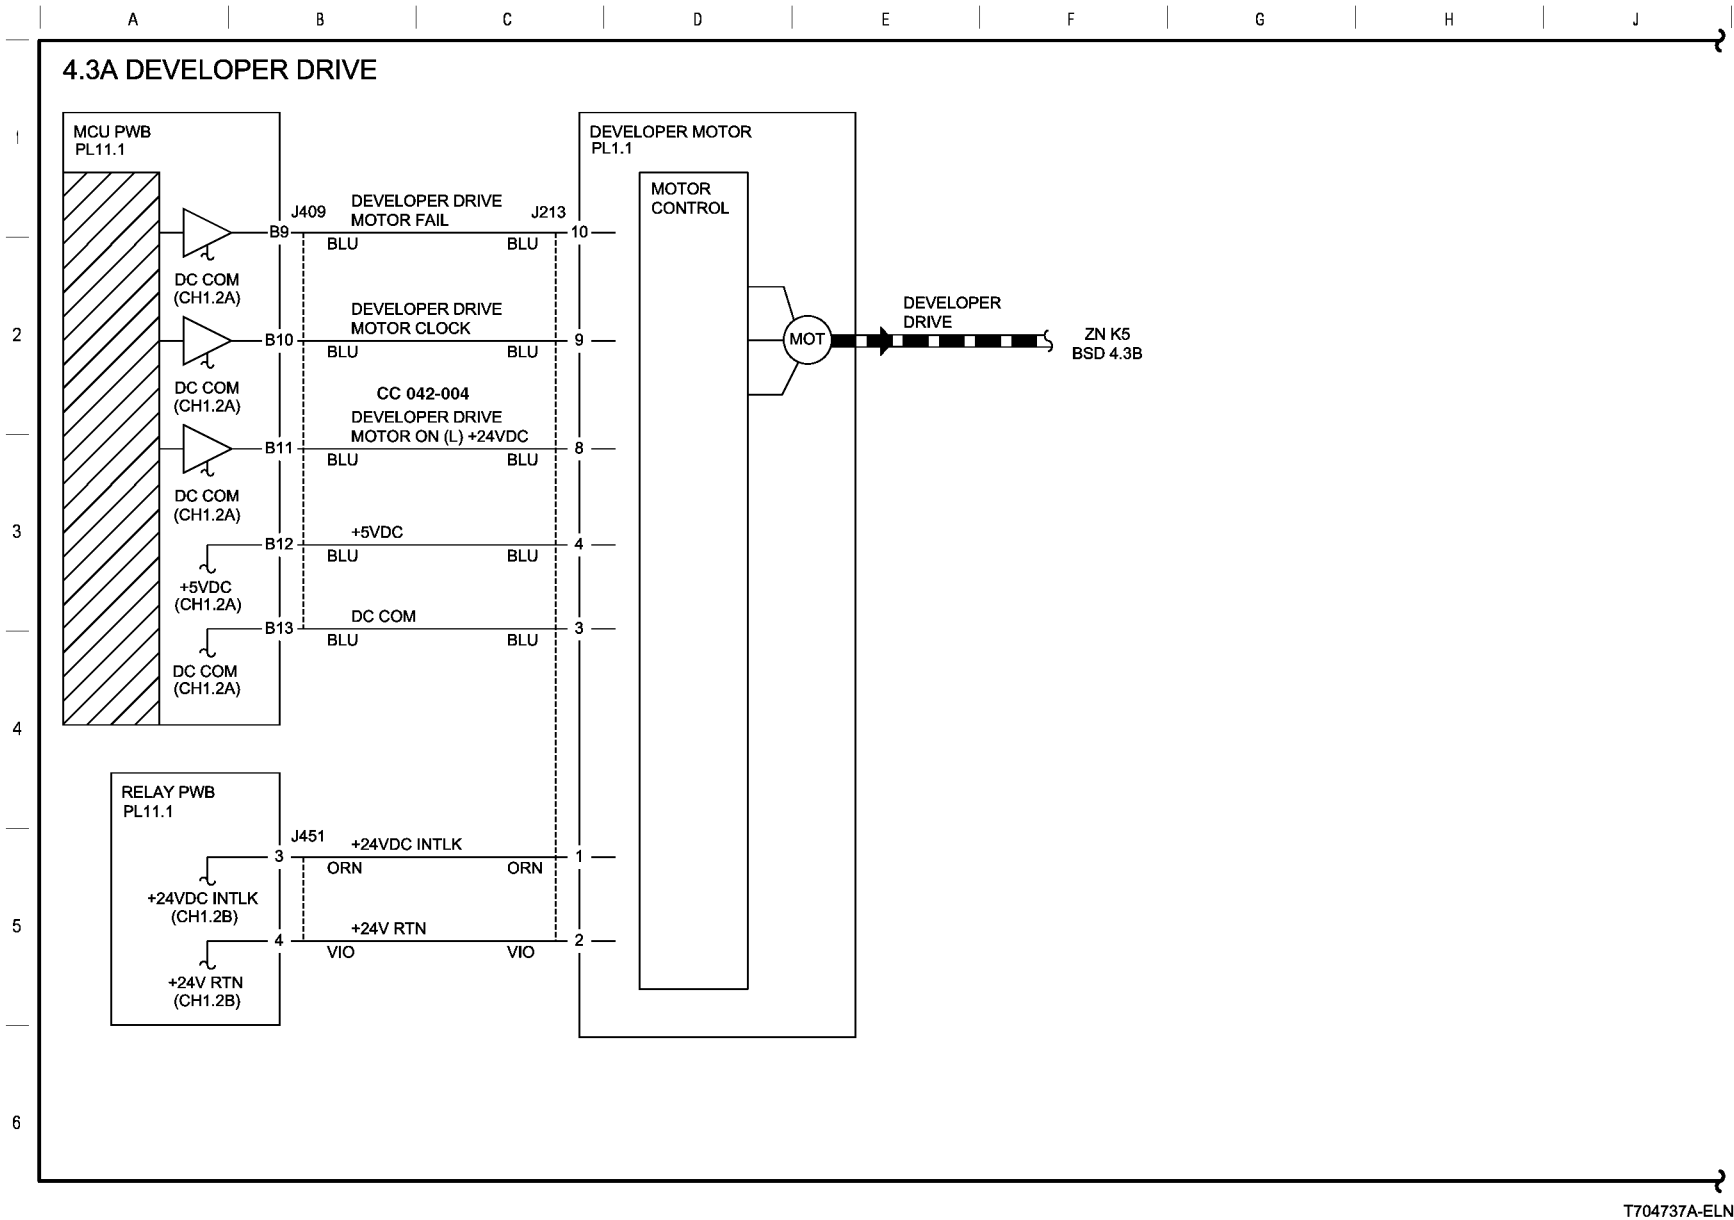 A B C D E F G H J
4.3A DEVELOPER DRIVE
1
MCU PWB
PL11.1
DEVELOPER MOTOR
PL1.1
MOTOR
CONTROL
J409
DEVELOPER DRIVE
MOTOR FAIL
J213
B9
BLU
BLU
10
DC COM
(CH1.2A)
2
DEVELOPER DRIVE
MOTOR CLOCK
B10
BLU
BLU
9
MOT
DEVELOPER
DRIVE
ZN K5
BSD 4.3B
DC COM
(CH1.2A)
CC 042-004
DEVELOPER DRIVE
MOTOR ON (L) +24VDC
B11
BLU
BLU
8
DC COM
(CH1.2A)
3
+5VDC
B12
BLU
BLU
4
+5VDC
(CH1.2A)
DC COM
B13
BLU
BLU
3
DC COM
(CH1.2A)
4
RELAY PWB
PL11.1
J451
+24VDC INTLK
3
ORN
ORN
1
+24VDC INTLK
(CH1.2B)
5
+24V RTN
4
VIO
VIO
2
+24V RTN
(CH1.2B)
6
T704737A-ELN